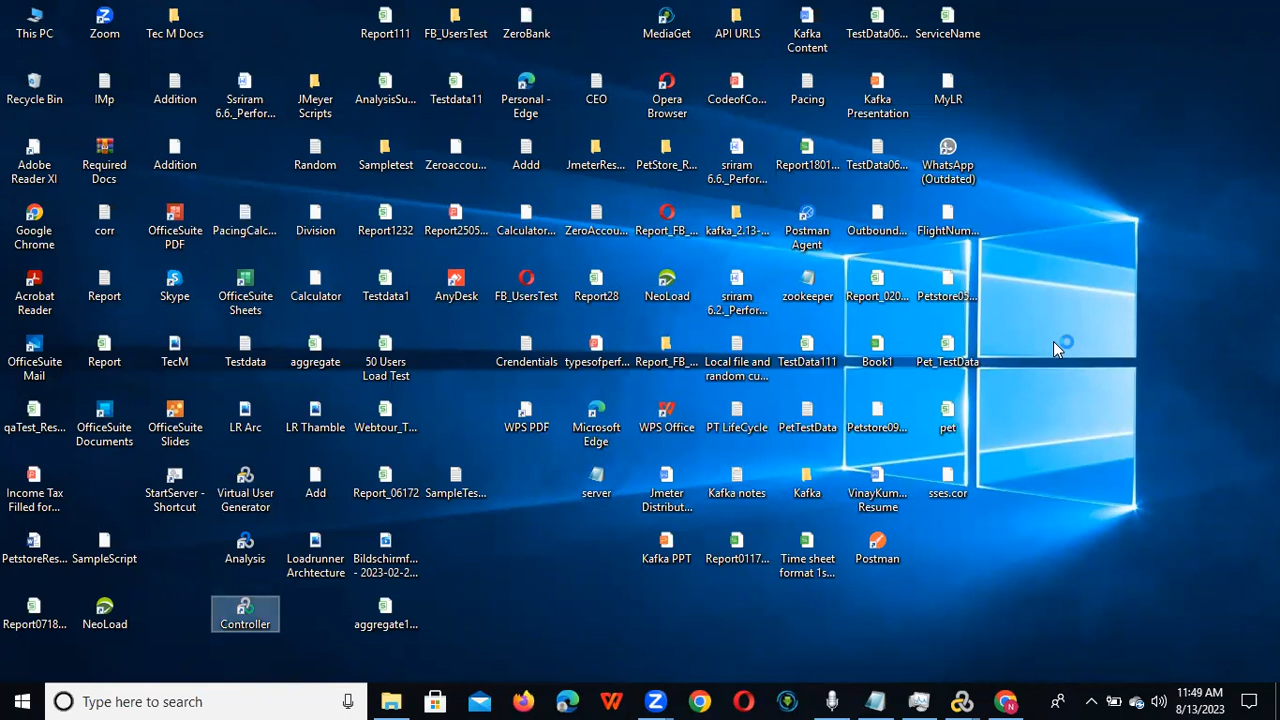 This PC
Zoom
Tec M Docs
Report111
FB_UsersTest
ZeroBank
MediaGet
API URLS
Kafka
Content
TestData06...
ServiceName
Recycle Bin
IMp
Addition
Ssriram
6.6._Perfor...
JMeyer
Scripts
AnalysisSu...
Testdata11
Personal -
Edge
CEO
Opera
Browser
CodeofCo...
Pacing
Kafka
Presentation
MyLR
Adobe
Reader XI
Required
Docs
Addition
Random
Sampletest
Zeroaccou...
Addd
JmeterRes...
PetStore_R...
sriram
6.6._Perfor...
Report1801...
TestData06...
WhatsApp
(Outdated)
Google
Chrome
corr
OfficeSuite
PDF
PacingCalc...
Division
Report1232
Report2505...
Calculator...
ZeroAccou...
Report_FB_...
kafka_2.13-...
Postman
Agent
Outbound...
FlightNum...
Acrobat
Reader
Report
Skype
OfficeSuite
Sheets
Calculator
Testdata1
AnyDesk
FB_UsersTest
Report28
NeoLoad
sriram
6.2._Perfor...
zookeeper
Report_020...
Petstore05...
OfficeSuite
Mail
Report
TecM
Testdata
aggregate
50 Users
Load Test
Crendentials
typesofperf...
Report_FB_...
Local file and
random cu...
TestData111
Book1
Pet_TestData
qaTest_Res...
OfficeSuite
Documents
OfficeSuite
Slides
LR Arc
LR Thamble
Webtour_T...
WPS PDF
Microsoft
Edge
WPS Office
PT LifeCycle
PetTestData
Petstore09...
pet
Income Tax
Filled for...
StartServer -
Shortcut
Virtual User
Generator
Add
Report_06172
SampleTes...
server
Jmeter
Distribut...
Kafka notes
Kafka
VinayKum...
Resume
sses.cor
PetstoreRes...
SampleScript
Analysis
Loadrunner
Archtecture
Bildschirmf...
- 2023-02-2...
Kafka PPT
Report0117...
Time sheet
format 1s...
Postman
Report0718...
NeoLoad
Controller
aggregate1...
Type here to search
11:49 AM
8/13/2023